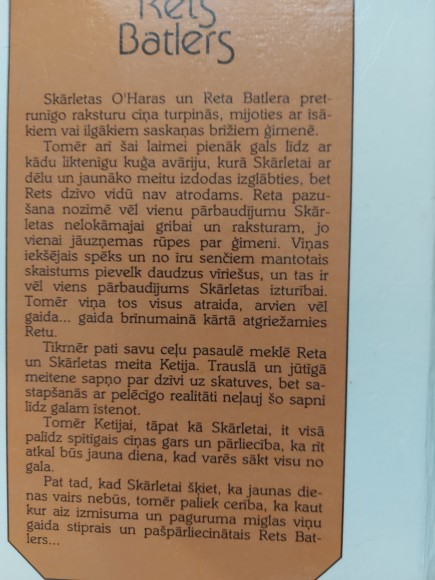 Rets
Batlers
Skārletas O'Haras un Reta Batlera pret-
runīgo raksturu cīņa turpinās, mijoties ar īsā-
kiem vai ilgākiem saskaņas brīžiem ģimenē.
Tomēr arī šai laimei pienāk gals līdz ar
kādu liktenīgu kuģa avāriju, kurā Skārletai ar
dēlu un jaunāko meitu izdodas izglābties, bet
Rets dzīvo vidū nav atrodams. Reta pazu-
šana nozīmē vēl vienu pārbaudījumu Skār-
letas nelokāmajai gribai un raksturam, jo
vienai jāuzņemas rūpes par ģimeni. Viņas
iekšējais spēks un no īru senčiem mantotais
skaistums pievelk daudzus vīriešus, un tas ir
vēl viens pārbaudījums Skārletas izturībai.
Tomēr viņa tos visus atraida, arvien vēl
gaida... gaida brīnumainā kārtā atgriežamies
Retu.
Tikmēr pati savu ceļu pasaulē meklē Reta
un Skārletas meita Ketija. Trauslā un jūtīgā
meitene sapņo par dzīvi uz skatuves, bet sa-
stapšanās ar pelēcīgo realitāti neļauj šo sapni
līdz galam īstenot.
Tomēr Ketijai, tāpat kā Skārletai, it visā
palīdz spītīgais cīņas gars un pārliecība, ka rīt
atkal būs jauna diena, kad varēs sākt visu no
gala.
Pat tad, kad Skārletai šķiet, ka jaunas die-
nas vairs nebūs, tomēr paliek cerība, ka kaut
kur aiz izmisuma un paguruma miglas viņu
gaida stiprais un pašpārliecinātais Rets Bat-
lers...